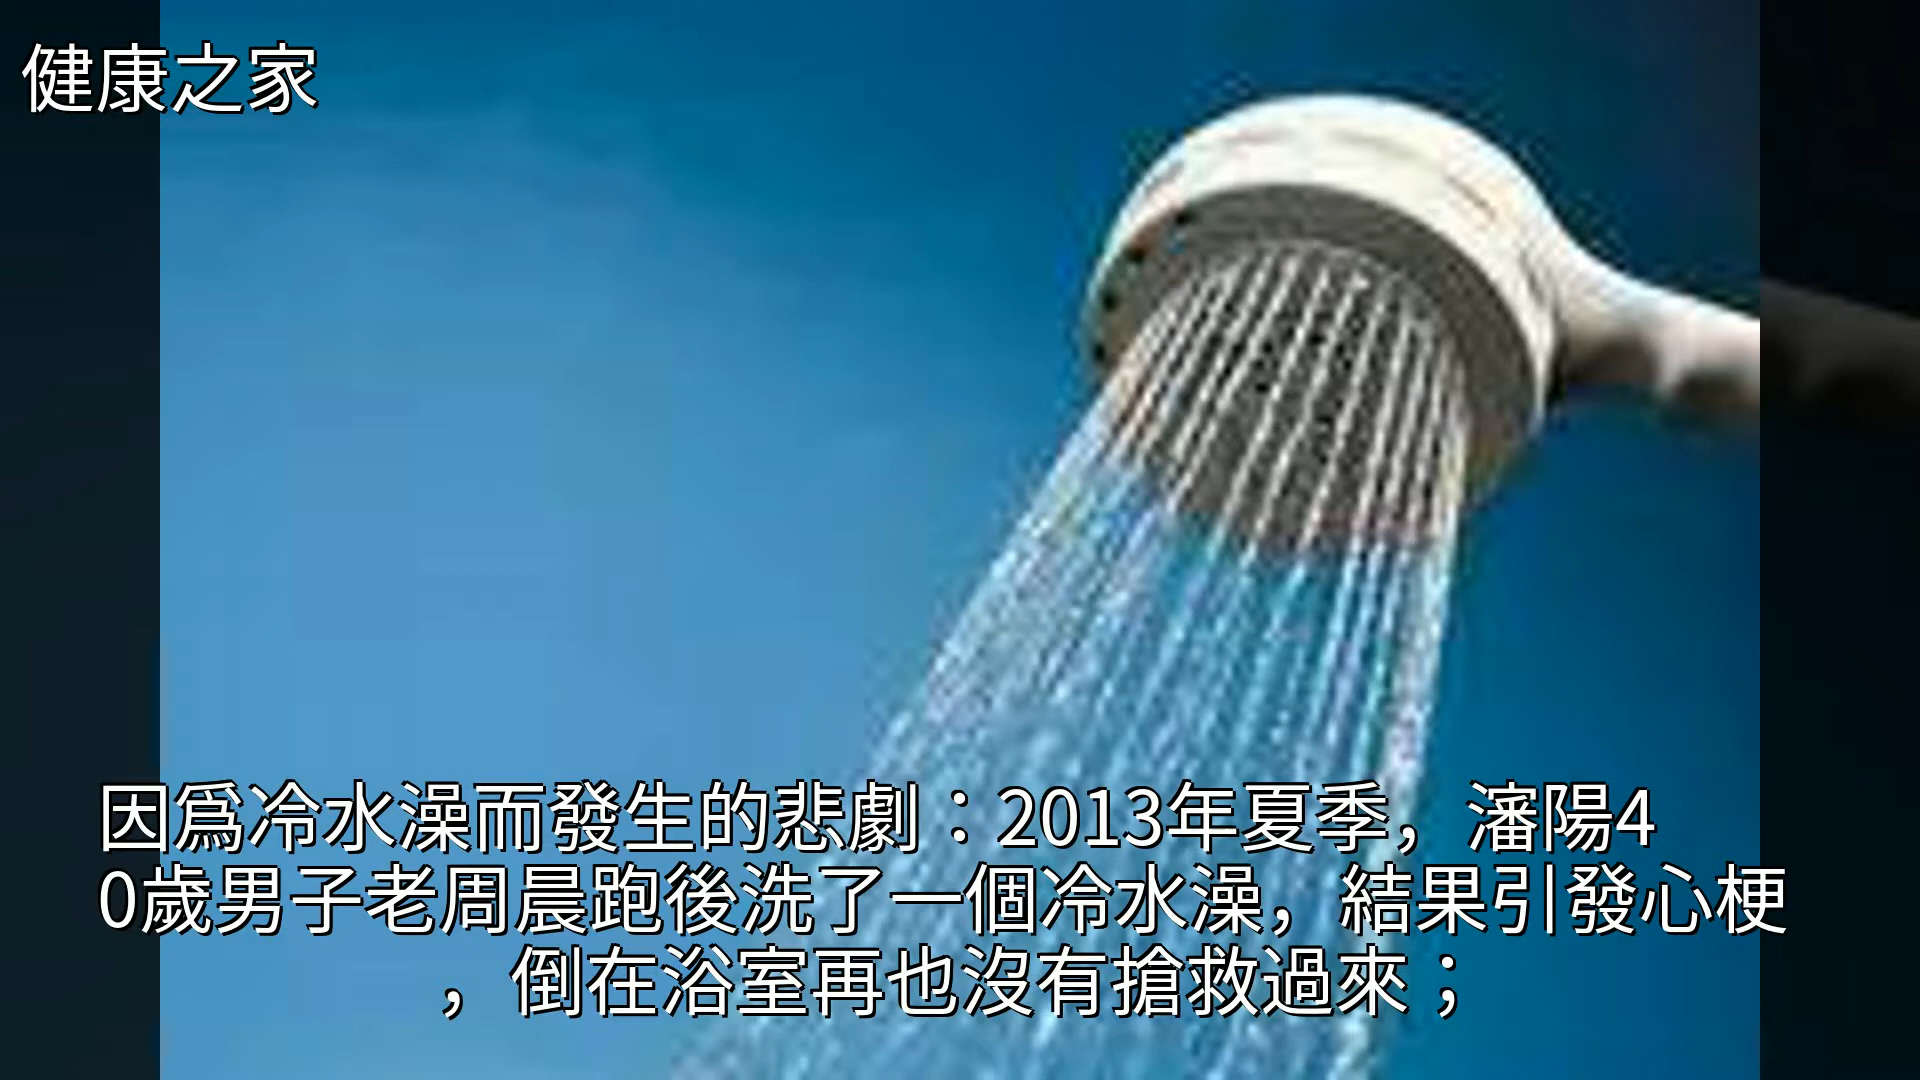 健康之家
因爲冷水澡而發生的悲劇：2013年夏季，瀋陽4
0歲男子老周晨跑後洗了一個冷水澡，結果引發心梗
，倒在浴室再也沒有搶救過來；